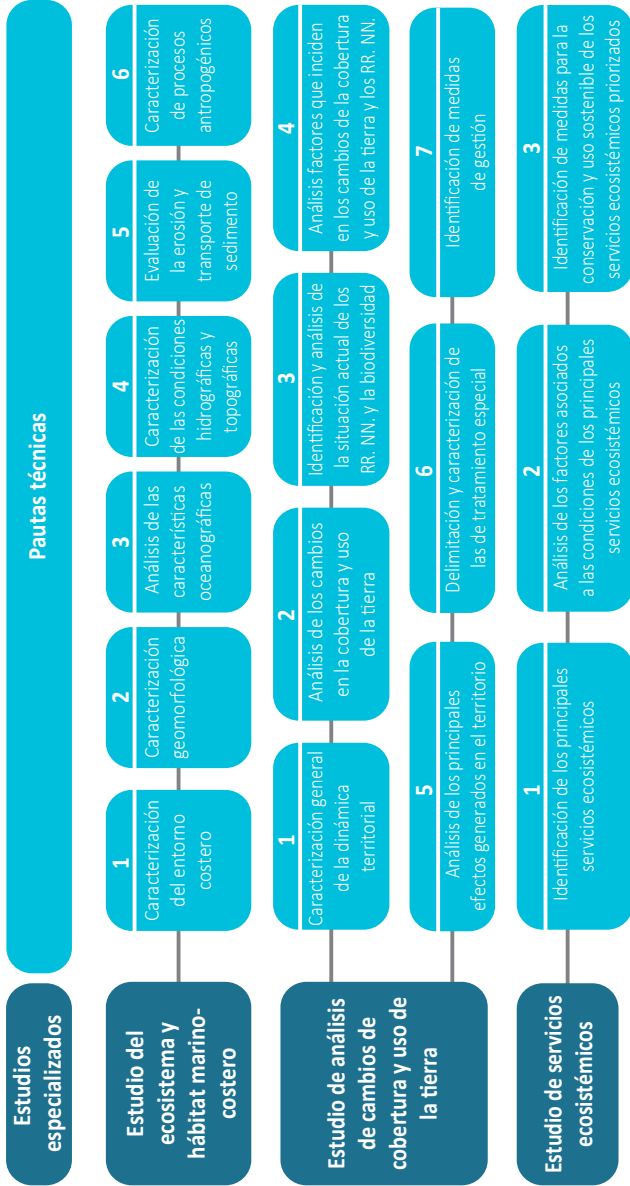 Estudios
especializados
Pautas técnicas
Estudio del
ecosistema y
hábitat marino-
costero
1
Caracterización
del entorno
costero
2
Caracterización
geomorfológica
3
Análisis de las
características
oceanográficas
4
Caracterización
de las condiciones
hidrográficas y
topográficas
5
Evaluación de
la erosión y
transporte de
sedimento
6
Caracterización
de procesos
antropogénicos
Estudio de análisis
de cambios de
cobertura y uso de
la tierra
1
Caracterización general
de la dinámica
territorial
2
Análisis de los cambios
en la cobertura y uso
de la tierra
3
Identificación y análisis de
la situación actual de los
RR. NN. y la biodiversidad
4
Análisis factores que inciden
en los cambios de la cobertura
y uso de la tierra y los RR. NN.
5
Análisis de los principales
efectos generados en el territorio
6
Delimitación y caracterización de
las de tratamiento especial
7
Identificación de medidas
de gestión
Estudio de servicios
ecosistémicos
1
Identificación de los principales
servicios ecosistémicos
2
Análisis de los factores asociados
a las condiciones de los principales
servicios ecosistémicos
3
Identificación de medidas para la
conservación y uso sostenible de los
servicios ecosistémicos priorizados